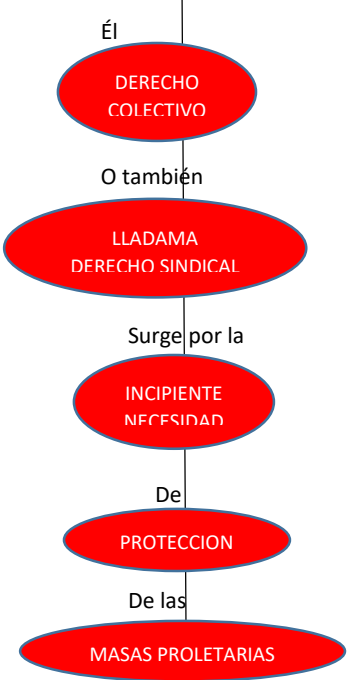 Él
DERECHO
COLECTIVO
O también
LLADAMA
DERECHO SINDICAL
Surge por la
INCIPIENTE
NECESIDAD
De
PROTECCION
De las
MASAS PROLETARIAS